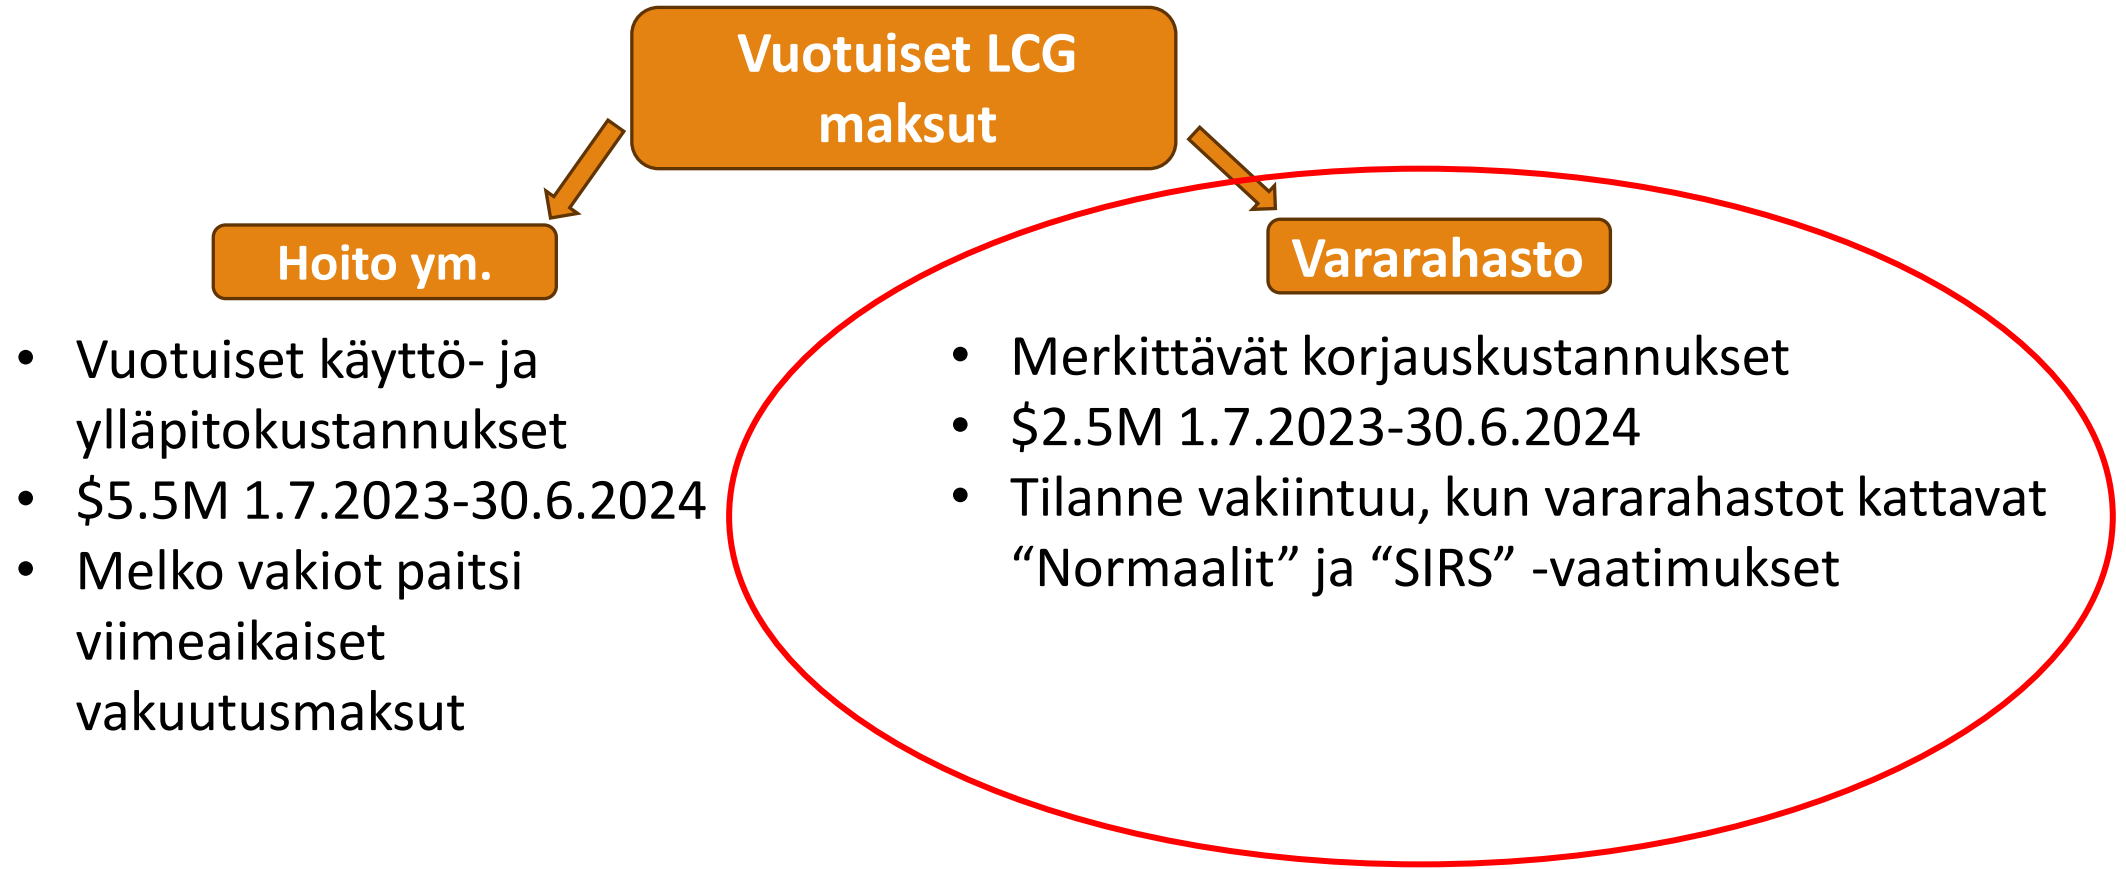 Vuotuiset LCG
maksut
Hoito ym.
• Vuotuiset käyttö- ja
ylläpitokustannukset
• $5.5M 1.7.2023-30.6.2024
• Melko vakiot paitsi
viimeaikaiset
vakuutusmaksut
Vararahasto
• Merkittävät korjauskustannukset
• $2.5M 1.7.2023-30.6.2024
• Tilanne vakiintuu, kun vararahastot kattavat
“Normaalit” ja “SIRS” -vaatimukset